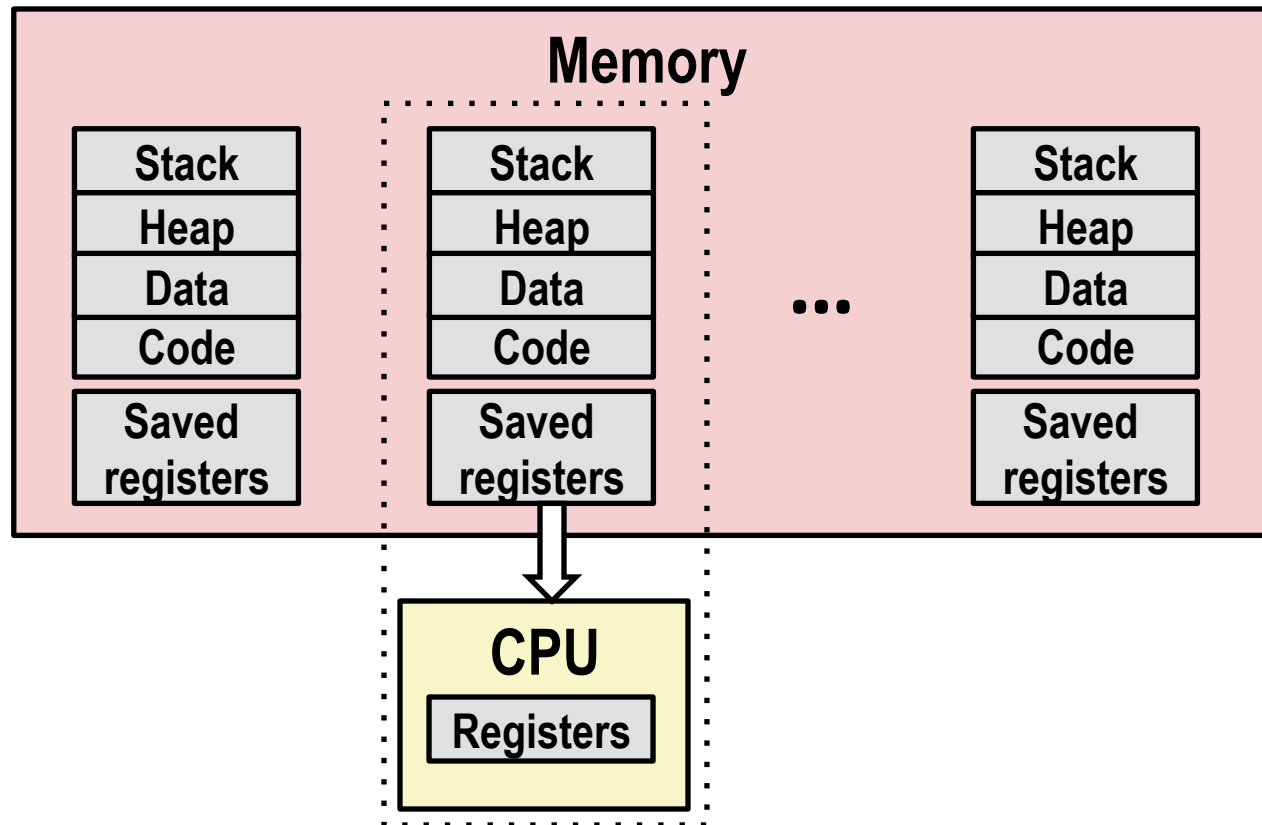 Memory
Stack
Heap
Data
Code
Saved
registers
Stack
Heap
Data
Code
Saved
registers
...
Stack
Heap
Data
Code
Saved
registers
CPU
Registers